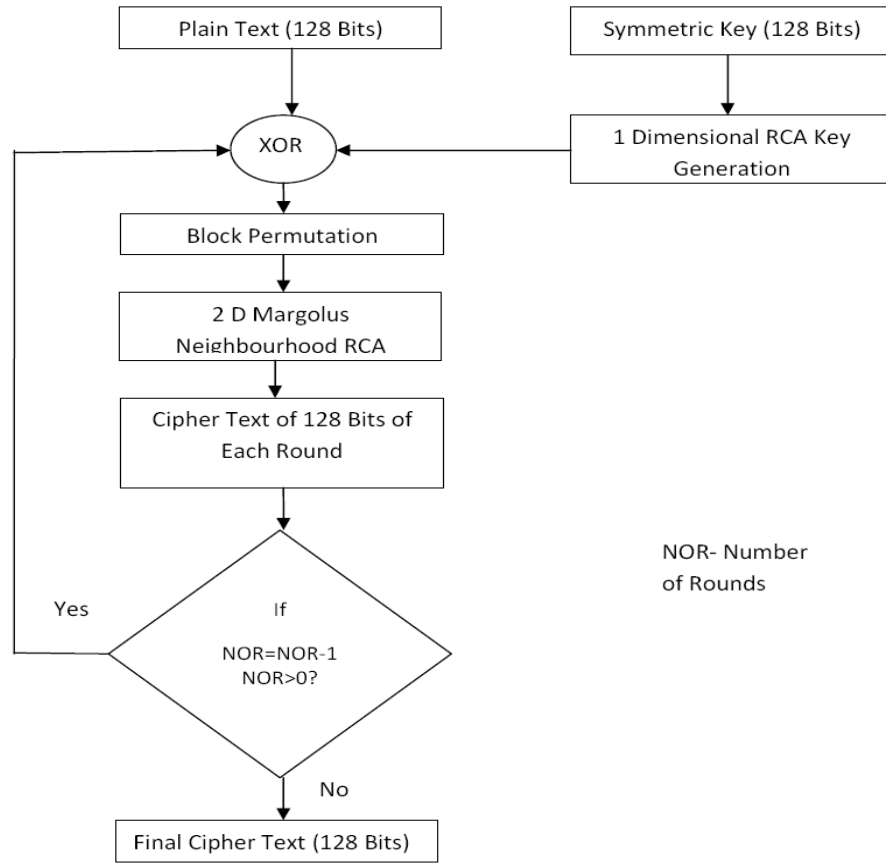 Plain Text (128 Bits)
Symmetric Key (128 Bits)
XOR
1 Dimensional RCA Key
Generation
Block Permutation
2 D Margolus
Neighbourhood RCA
Cipher Text of 128 Bits of
Each Round
NOR- Number
of Rounds
Yes
If
NOR=NOR-1
NOR>0?
No
Final Cipher Text (128 Bits)